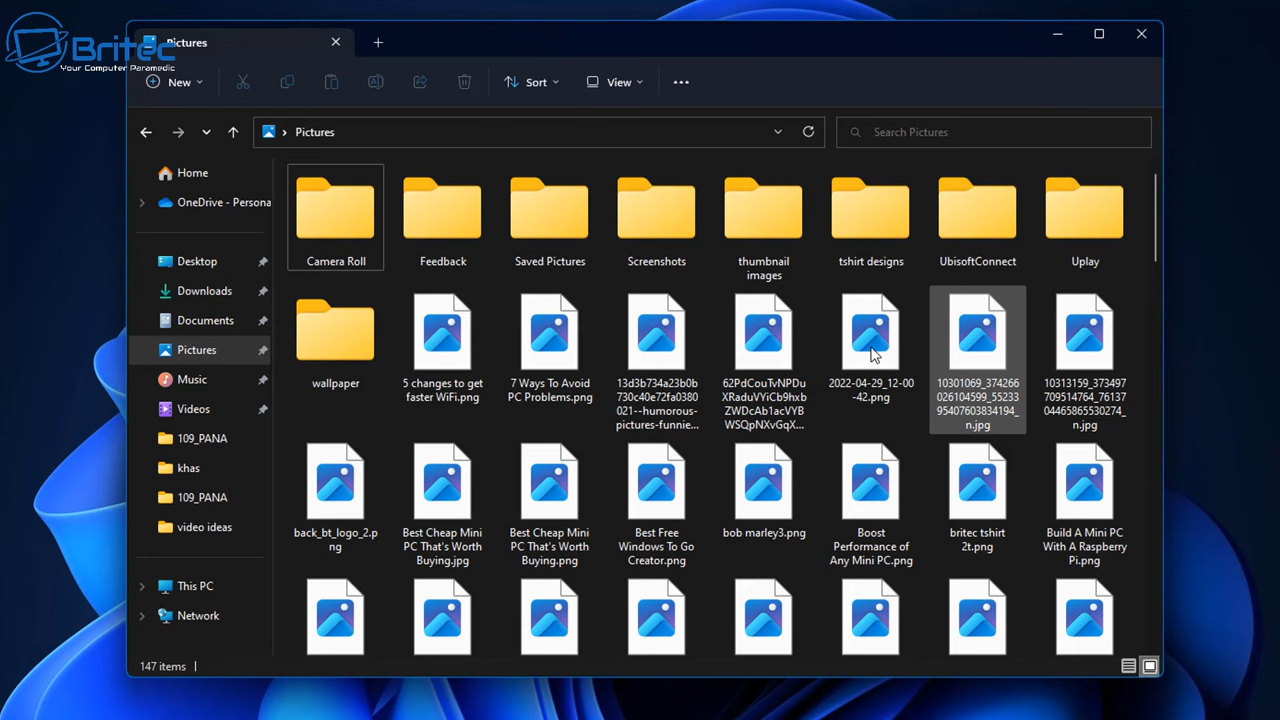 Britec
Your Computer Paramedic
Pictures
New
Sort
View
Pictures
Search Pictures
Home
OneDrive - Persona
Desktop
Downloads
Documents
Pictures
Music
Videos
109_PANA
khas
109_PANA
video ideas
This PC
Network
Camera Roll
Feedback
Saved Pictures
Screenshots
thumbnail
images
tshirt designs
UbisoftConnect
Uplay
wallpaper
5 changes to get
faster WiFi.png
7 Ways To Avoid
PC Problems.png
13d3b734a23b0b
730c40e72fa0380
021--humorous-
pictures-funnie...
62PdCouTvNPDu
XRaduVYiCb9hxb
ZWDcAb1acVYB
WSQpNXvGqX...
2022-04-29_12-00
-42.png
10301069_374266
026104599_55233
95407603834194_
n.jpg
10313159_373497
709514764_76137
04465865530274_
n.jpg
back_bt_logo_2.p
ng
Best Cheap Mini
PC That's Worth
Buying.jpg
Best Cheap Mini
PC That's Worth
Buying.png
Best Free
Windows To Go
Creator.png
bob marley3.png
Boost
Performance of
Any Mini PC.png
britec tshirt
2t.png
Build A Mini PC
With A Raspberry
Pi.png
147 items